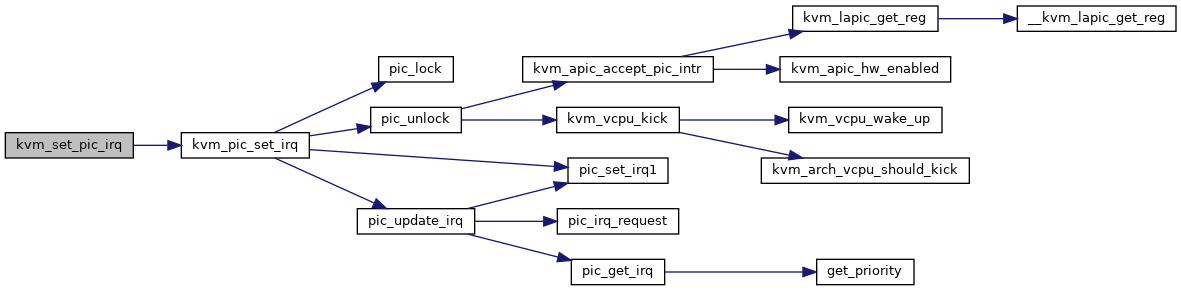 kvm_set_pic_irq
kvm_pic_set_irq
pic_lock
pic_unlock
pic_update_irq
kvm_apic_accept_pic_intr
kvm_vcpu_kick
pic_set_irq1
pic_irq_request
pic_get_irq
kvm_lapic_get_reg
kvm_apic_hw_enabled
kvm_vcpu_wake_up
kvm_arch_vcpu_should_kick
get_priority
__kvm_lapic_get_reg